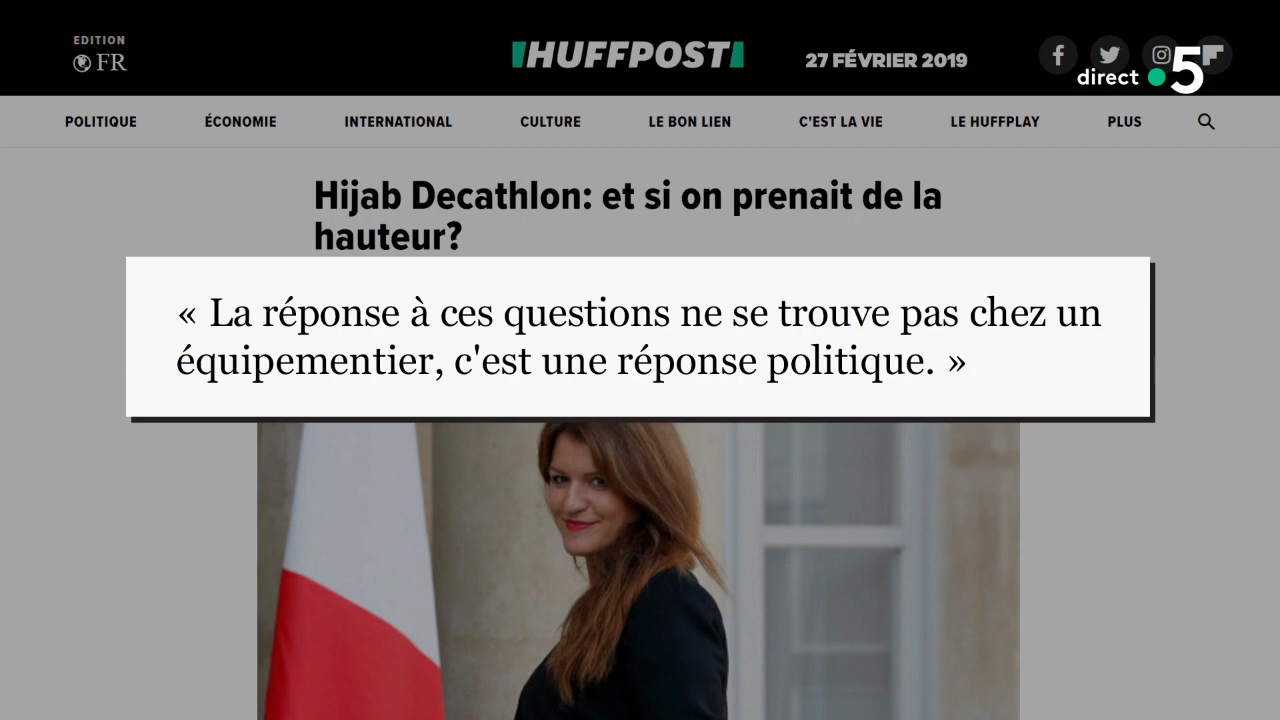 EDITION
FR
HUFFPOST
27 FÉVRIER 2019
direct 5
POLITIQUE ÉCONOMIE INTERNATIONAL CULTURE LE BON LIEN C'EST LA VIE LE HUFFPLAY PLUS
Hijab Decathlon: et si on prenait de la
hauteur?
« La réponse à ces questions ne se trouve pas chez un
équipementier, c'est une réponse politique. »